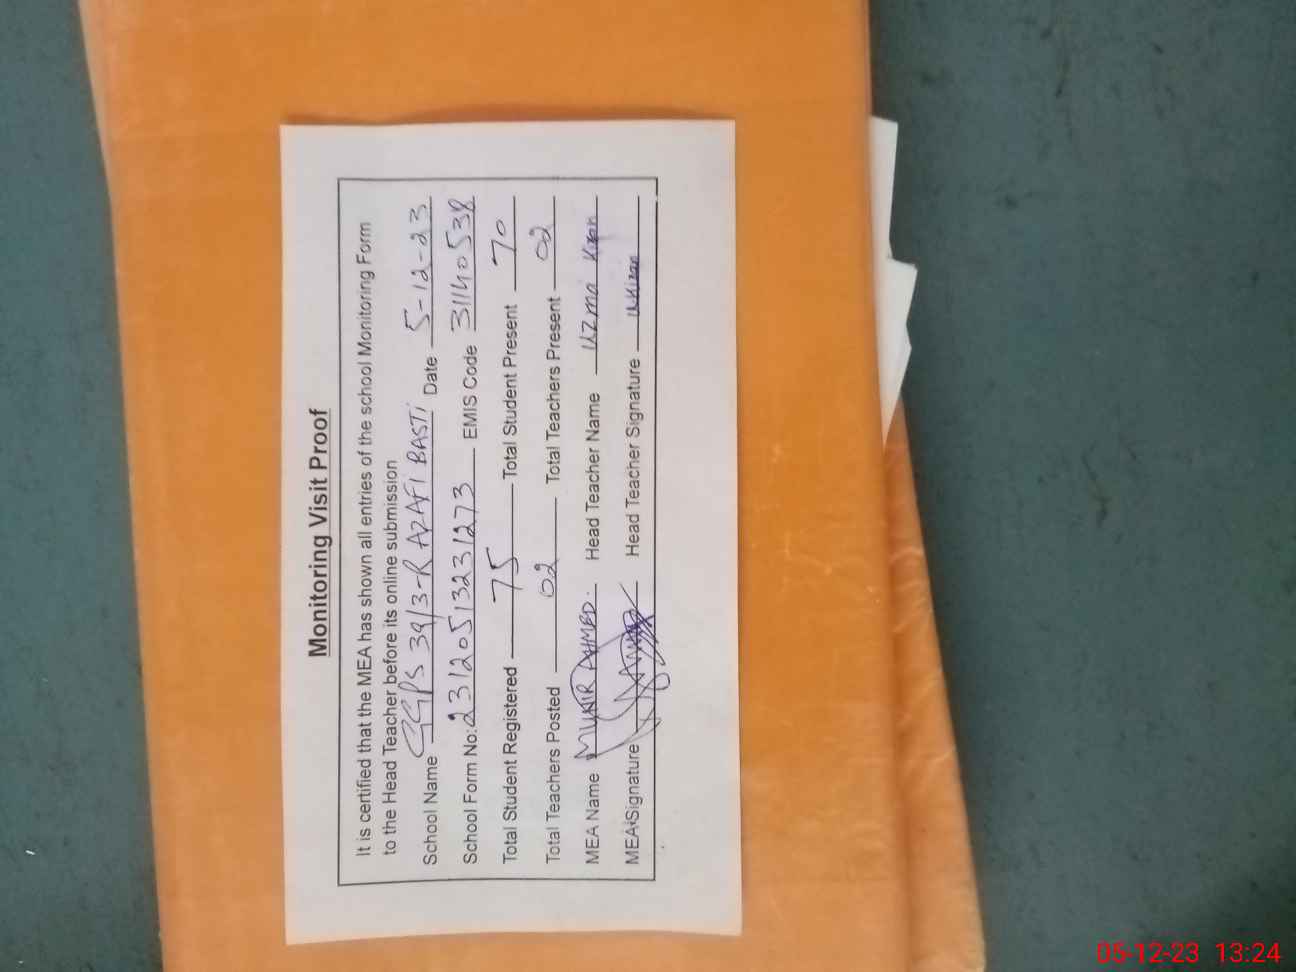 Monitoring Visit Proof
It is certified that the MEA has shown all entries of the school Monitoring Form
to the Head Teacher before its online submission
School Name GGPS 39/3-R AZAFI BASTI Date 5-12-23
School Form No: 23120513231273 EMIS Code 31140538
Total Student Registered 75 Total Student Present 70
Total Teachers Posted 02 Total Teachers Present 02
MEA Name MUNIR AHMED. Head Teacher Name Uzma Kiran
MEA Signature Head Teacher Signature UKiran
05-12-23 13:24